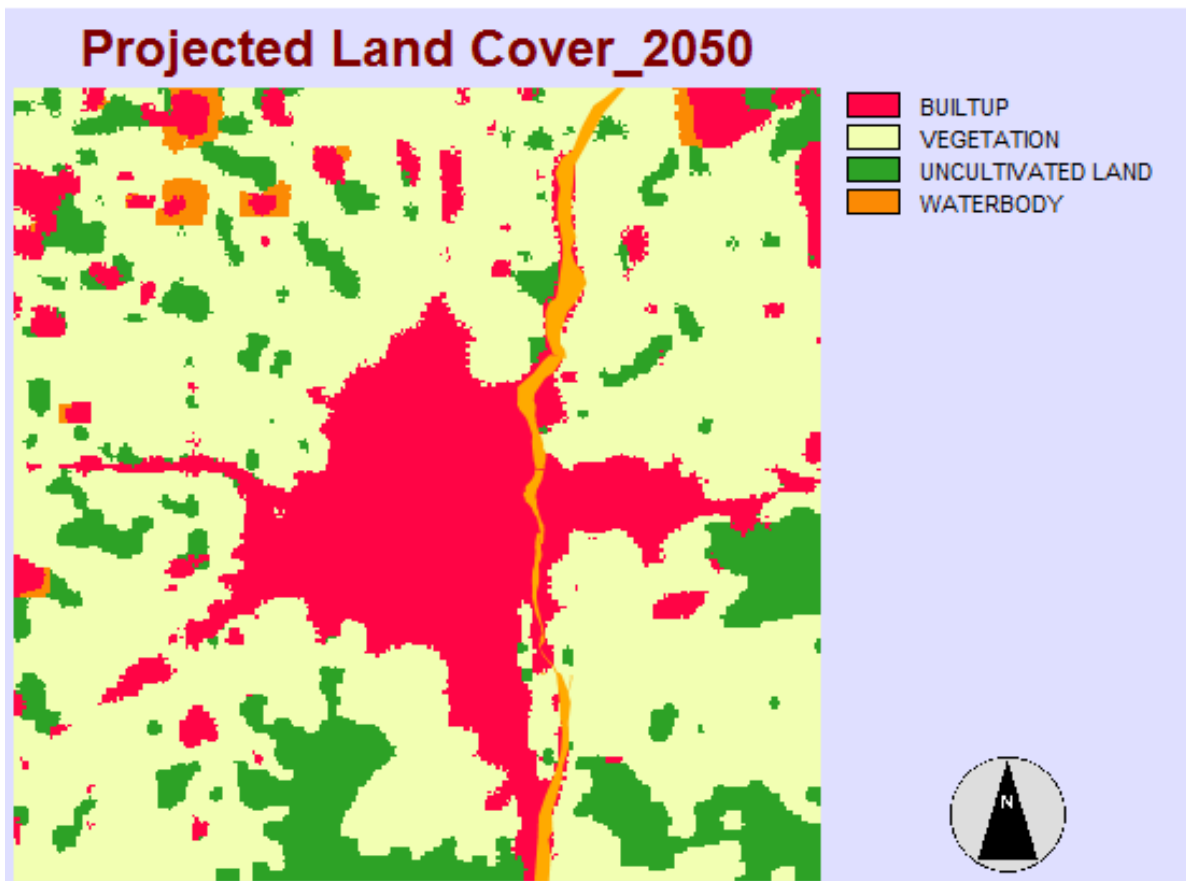 Projected Land Cover_2050
BUILTUP
VEGETATION
UNCULTIVATED LAND
WATERBODY
N